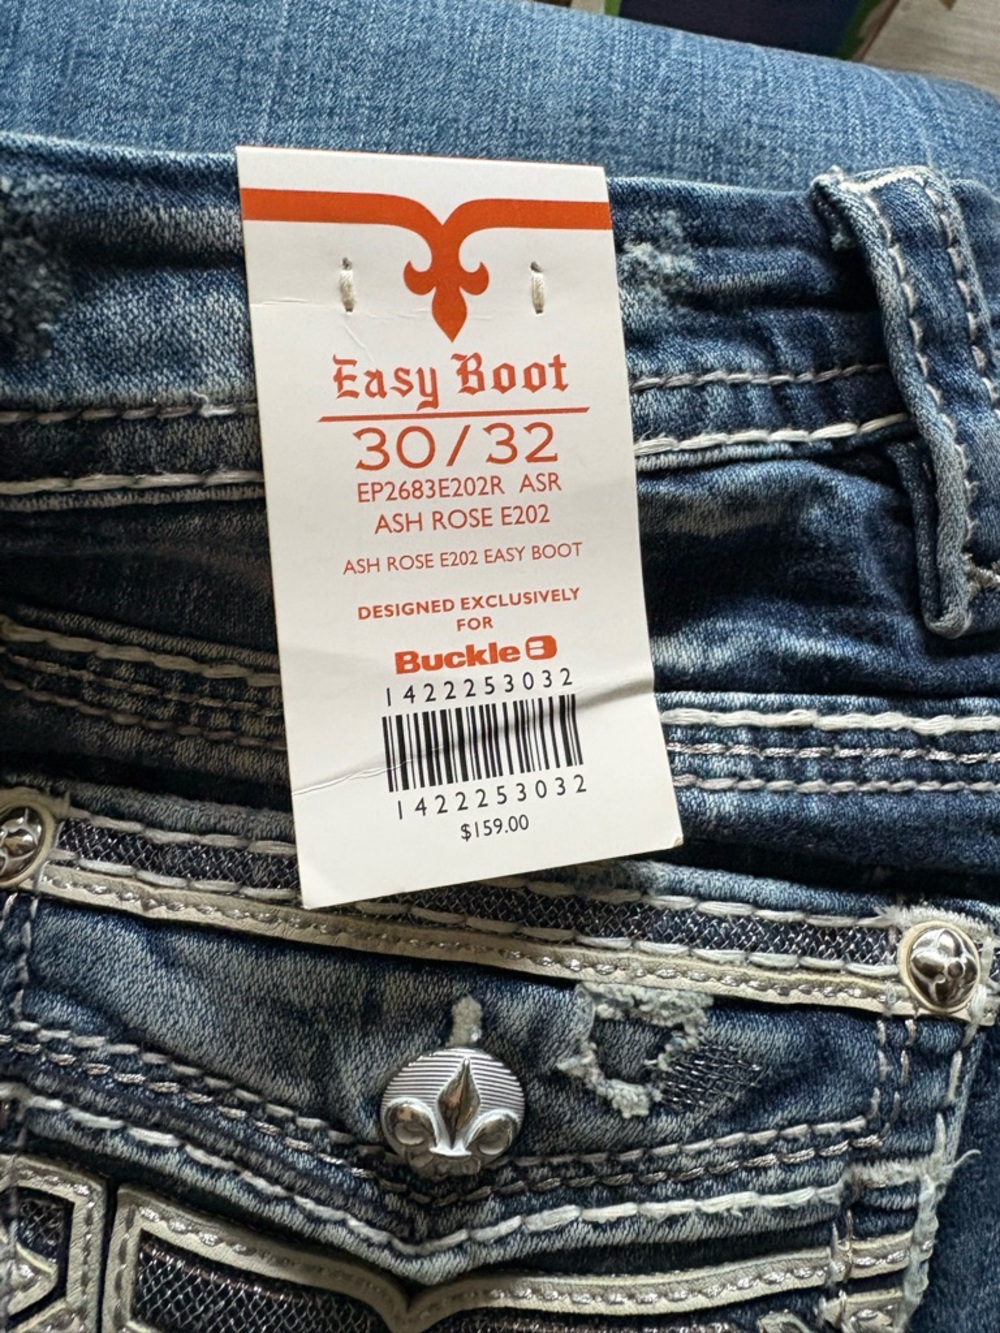 Easy Boot
30/32
EP2683E202R ASR
ASH ROSE E202
ASH ROSE E202 EASY BOOT
DESIGNED EXCLUSIVELY
FOR
Buckle B
1422253032
1422253032
$159.00